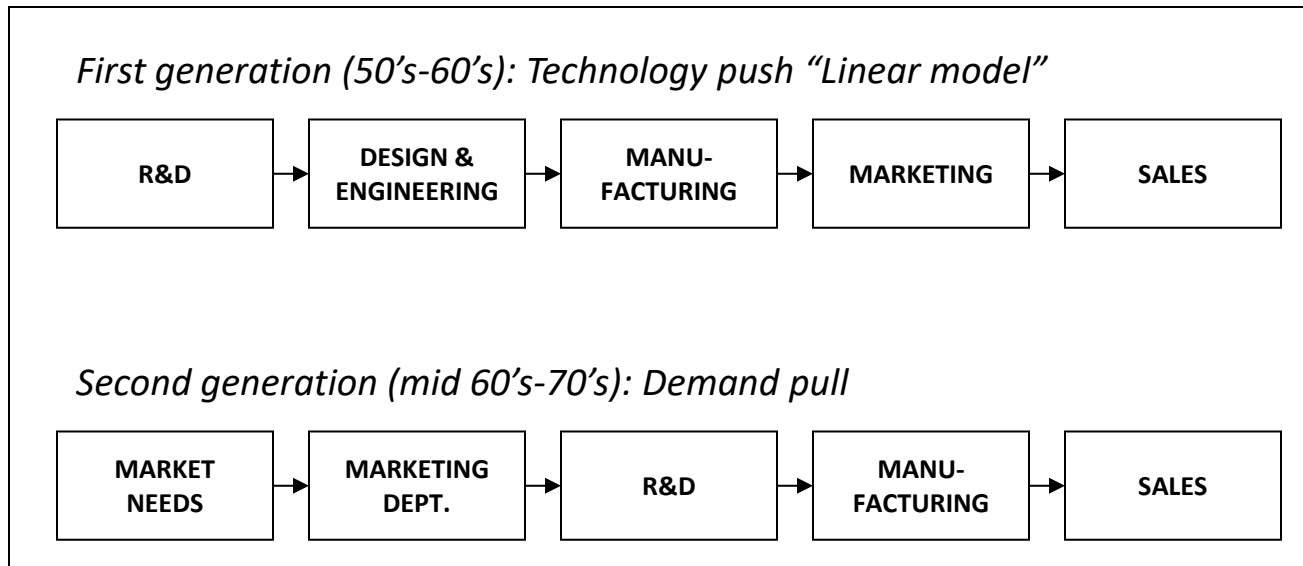 First generation (50’s-60’s): Technology push “Linear model”
R&D
DESIGN &
ENGINEERING
MANU-
FACTURING
MARKETING
SALES
Second generation (mid 60’s-70’s): Demand pull
MARKET
NEEDS
MARKETING
DEPT.
R&D
MANU-
FACTURING
SALES